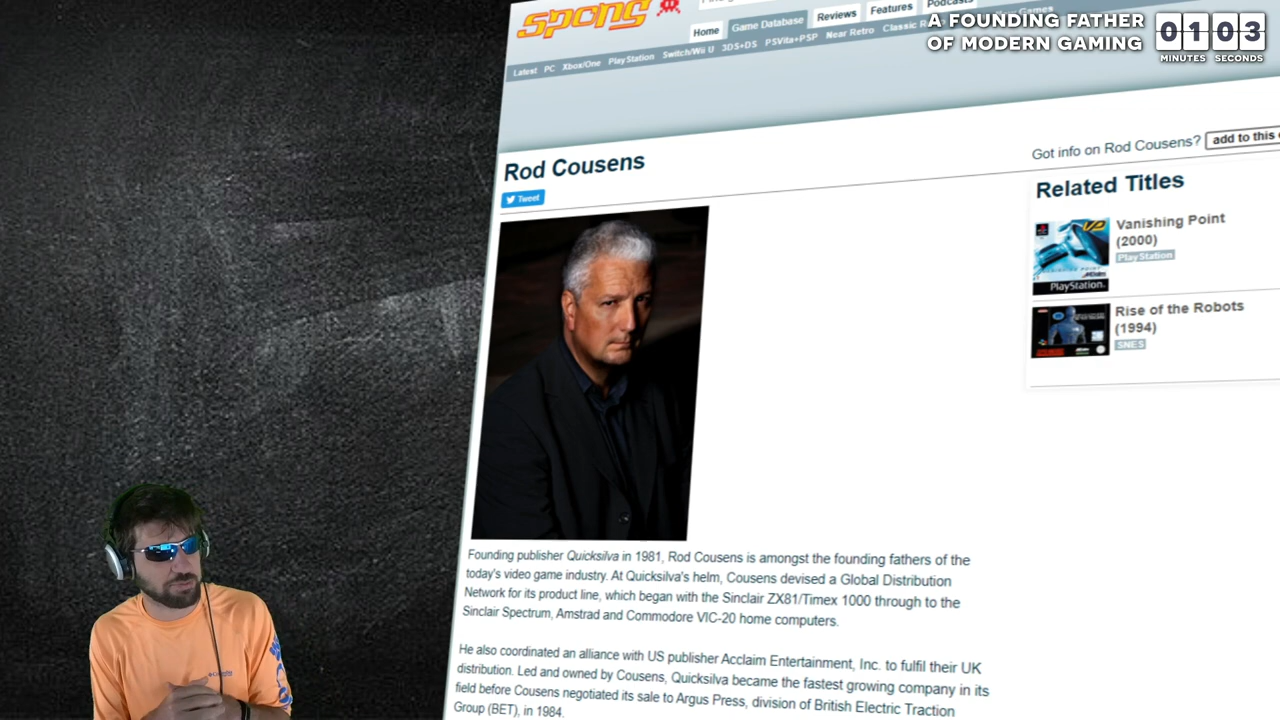 spong
Home Game Database Reviews Features Podcasts
Latest PC Xbox/One PlayStation Switch/Wii U 3DS+DS PSVita+PSP Near Retro Classic
A FOUNDING FATHER
OF MODERN GAMING
01 03
MINUTES SECONDS
Rod Cousens
Tweet
Got info on Rod Cousens? add to this
Related Titles
Vanishing Point
(2000)
PlayStation
Rise of the Robots
(1994)
SNES
Founding publisher Quicksilva in 1981, Rod Cousens is amongst the founding fathers of the
today's video game industry. At Quicksilva's helm, Cousens devised a Global Distribution
Network for its product line, which began with the Sinclair ZX81/Timex 1000 through to the
Sinclair Spectrum, Amstrad and Commodore VIC-20 home computers.
He also coordinated an alliance with US publisher Acclaim Entertainment, Inc. to fulfil their UK
distribution. Led and owned by Cousens, Quicksilva became the fastest growing company in its
field before Cousens negotiated its sale to Argus Press, division of British Electric Traction
Group (BET), in 1984.